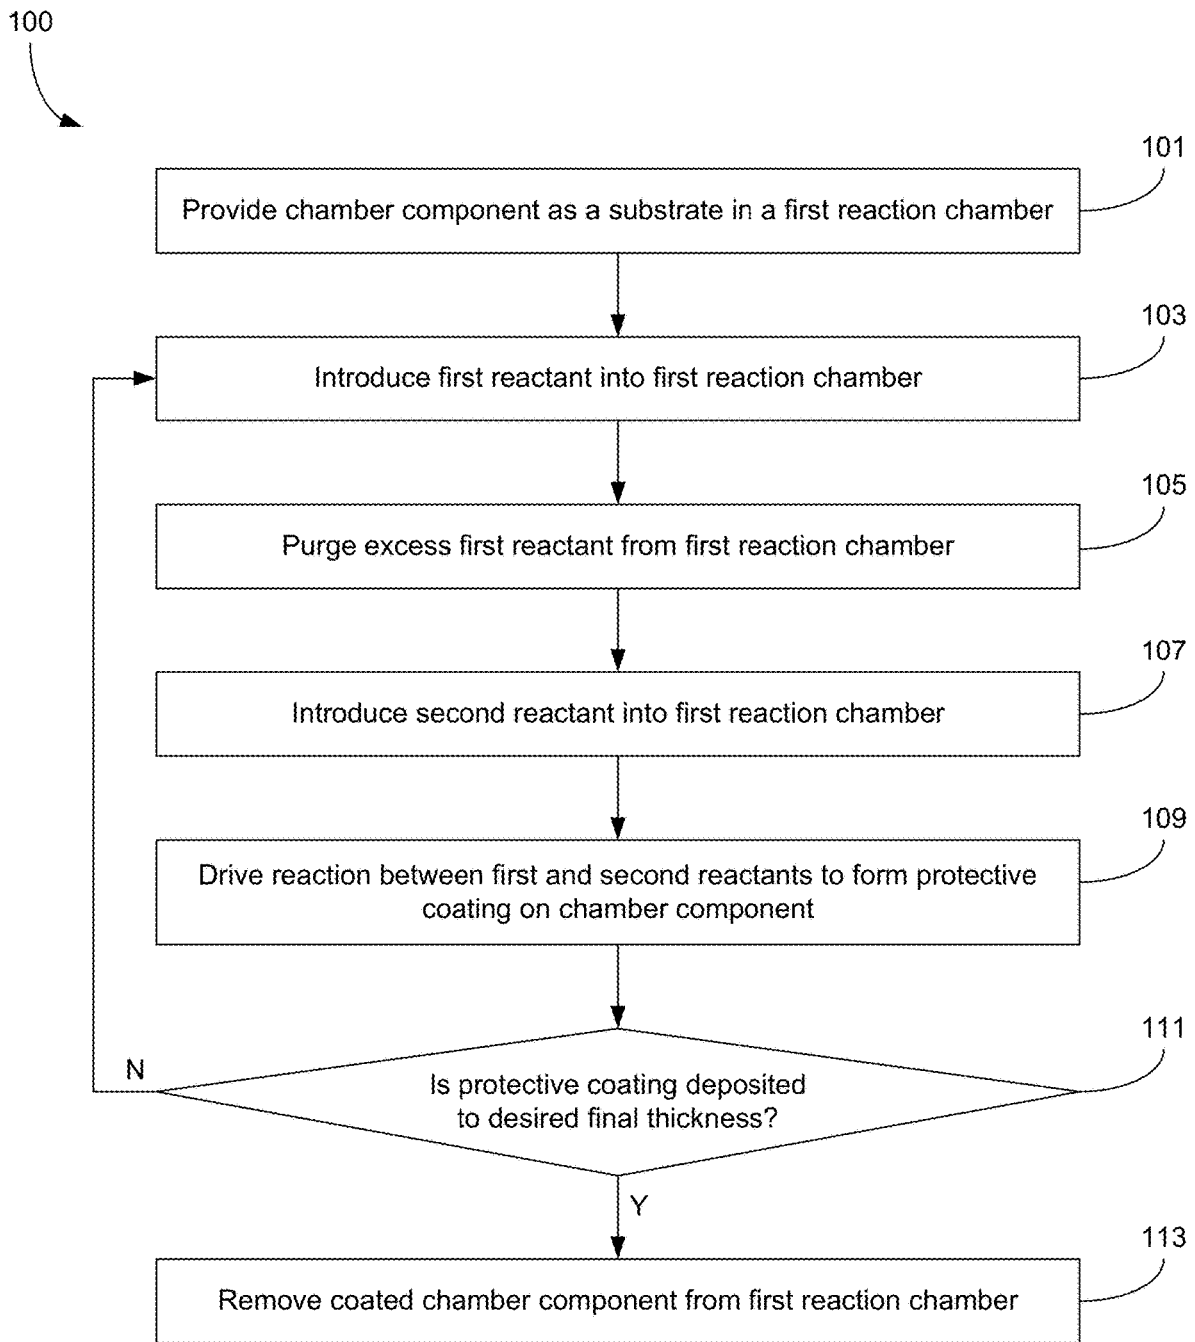 100
101
Provide chamber component as a substrate in a first reaction chamber
103
Introduce first reactant into first reaction chamber
105
Purge excess first reactant from first reaction chamber
107
Introduce second reactant into first reaction chamber
109
Drive reaction between first and second reactants to form protective
coating on chamber component
111
N
Is protective coating deposited
to desired final thickness?
Y
113
Remove coated chamber component from first reaction chamber